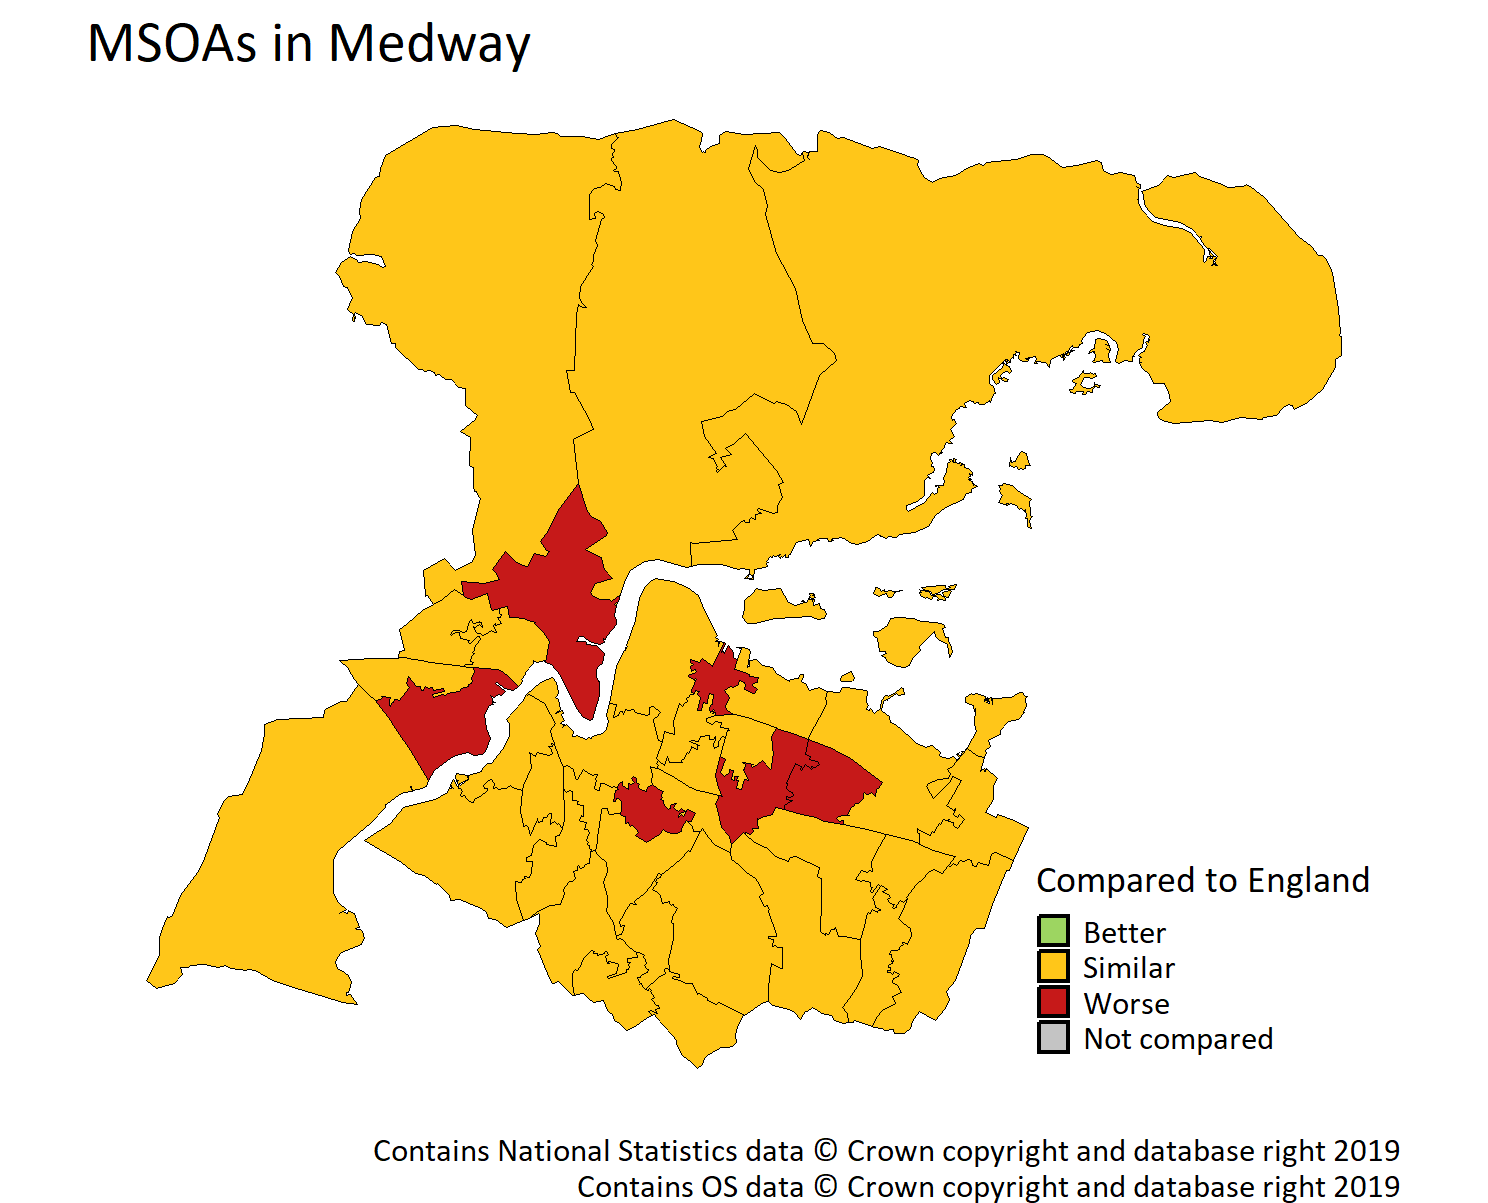 MSOAs in Medway
Compared to England
Better
Similar
Worse
Not compared
Contains National Statistics data © Crown copyright and database right 2019
Contains OS data © Crown copyright and database right 2019